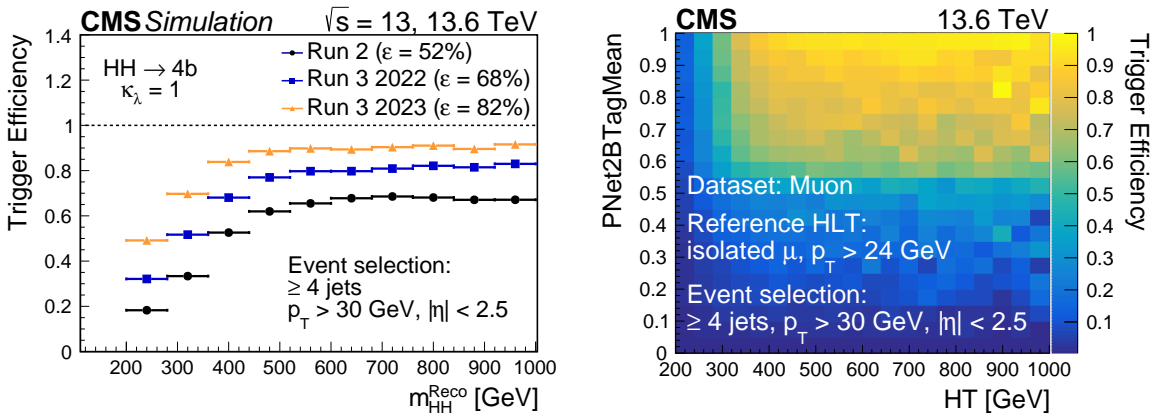 CMS Simulation √s = 13, 13.6 TeV
Trigger Efficiency
1.4
1.2
1
0.8
0.6
0.4
0.2
0
HH → 4b
κλ = 1
Run 2 (ε = 52%)
Run 3 2022 (ε = 68%)
Run 3 2023 (ε = 82%)
Event selection:
≥ 4 jets
p_T > 30 GeV, |η| < 2.5
200 300 400 500 600 700 800 900 1000
m_HH^Reco [GeV]
CMS 13.6 TeV
PNet2BTagMean
1
0.9
0.8
0.7
0.6
0.5
0.4
0.3
0.2
0.1
0
Dataset: Muon
Reference HLT:
isolated μ, p_T > 24 GeV
Event selection:
≥ 4 jets, p_T > 30 GeV, |η| < 2.5
200 300 400 500 600 700 800 900 1000
HT [GeV]
1
0.9
0.8
0.7
0.6
0.5
0.4
0.3
0.2
0.1
Trigger Efficiency